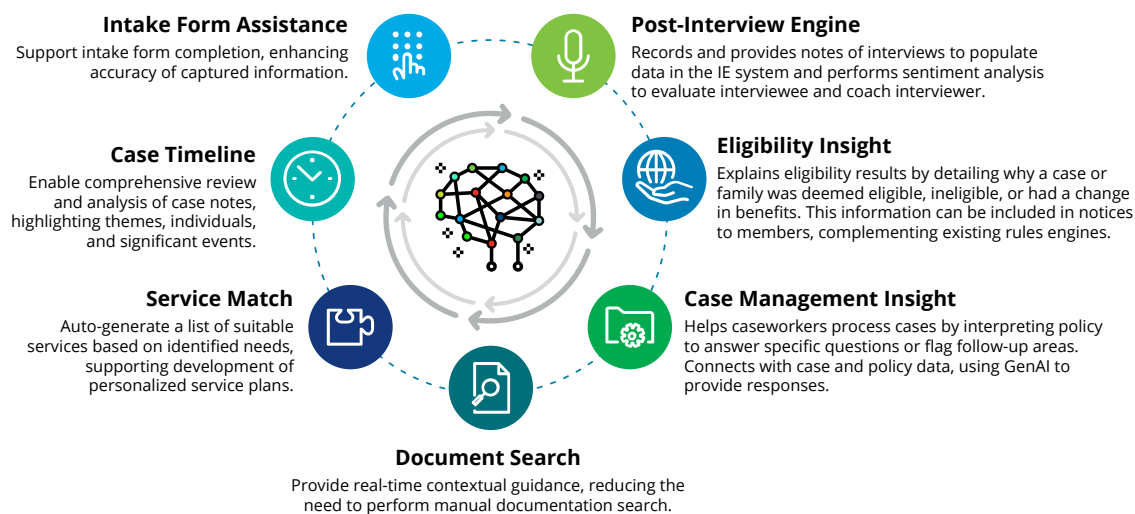 Intake Form Assistance
Support intake form completion, enhancing
accuracy of captured information.
Post-Interview Engine
Records and provides notes of interviews to populate
data in the IE system and performs sentiment analysis
to evaluate interviewee and coach interviewer.
Case Timeline
Enable comprehensive review
and analysis of case notes,
highlighting themes, individuals,
and significant events.
Eligibility Insight
Explains eligibility results by detailing why a case or
family was deemed eligible, ineligible, or had a change
in benefits. This information can be included in notices
to members, complementing existing rules engines.
Service Match
Auto-generate a list of suitable
services based on identified needs,
supporting development of
personalized service plans.
Case Management Insight
Helps caseworkers process cases by interpreting policy
to answer specific questions or flag follow-up areas.
Connects with case and policy data, using GenAI to
provide responses.
Document Search
Provide real-time contextual guidance, reducing the
need to perform manual documentation search.